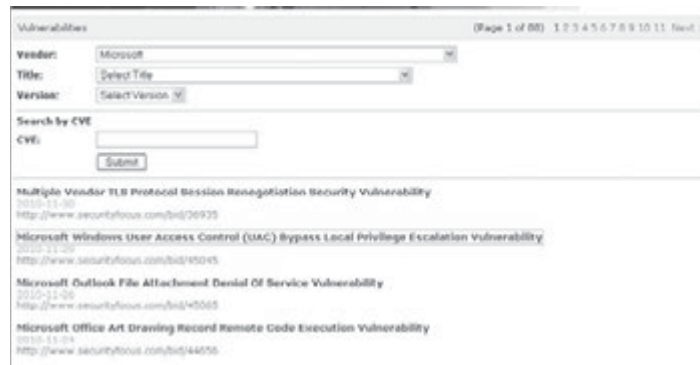 Vulnerabilities (Page 1 of 88) 1 2 3 4 5 6 7 8 9 10 11 Next
Vendor: Microsoft
Title: Select Title
Version: Select Version
Search by CVE
CVE:
Submit
Multiple Vendor TLS Protocol Session Renegotiation Security Vulnerability
2010-11-30
http://www.securityfocus.com/bid/36935
Microsoft Windows User Access Control (UAC) Bypass Local Privilege Escalation Vulnerability
2010-11-29
http://www.securityfocus.com/bid/45045
Microsoft Outlook File Attachment Denial Of Service Vulnerability
http://www.securityfocus.com/bid/
Microsoft Office Art Drawing Record Remote Code Execution Vulnerability
http://www.securityfocus.com/bid/44656